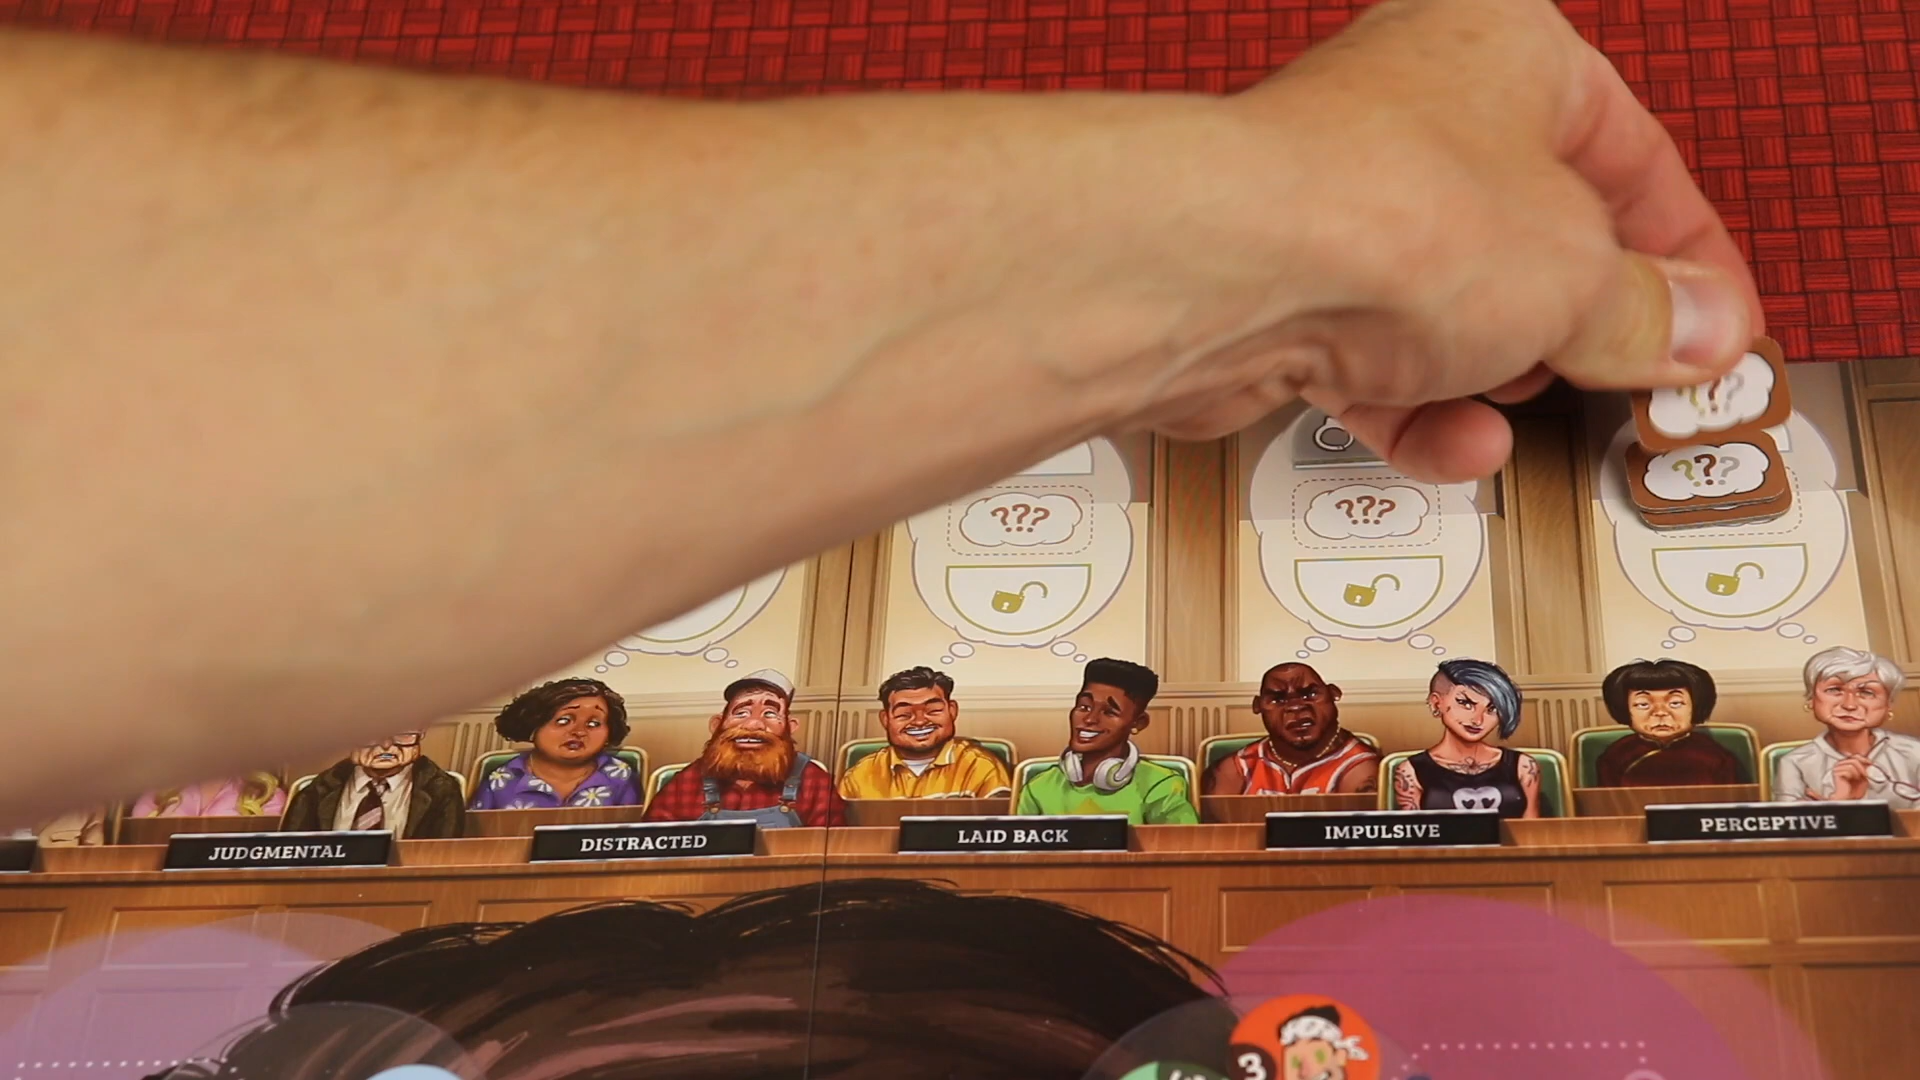 ???
???
???
???
JUDGMENTAL
DISTRACTED
LAID BACK
IMPULSIVE
PERCEPTIVE
3